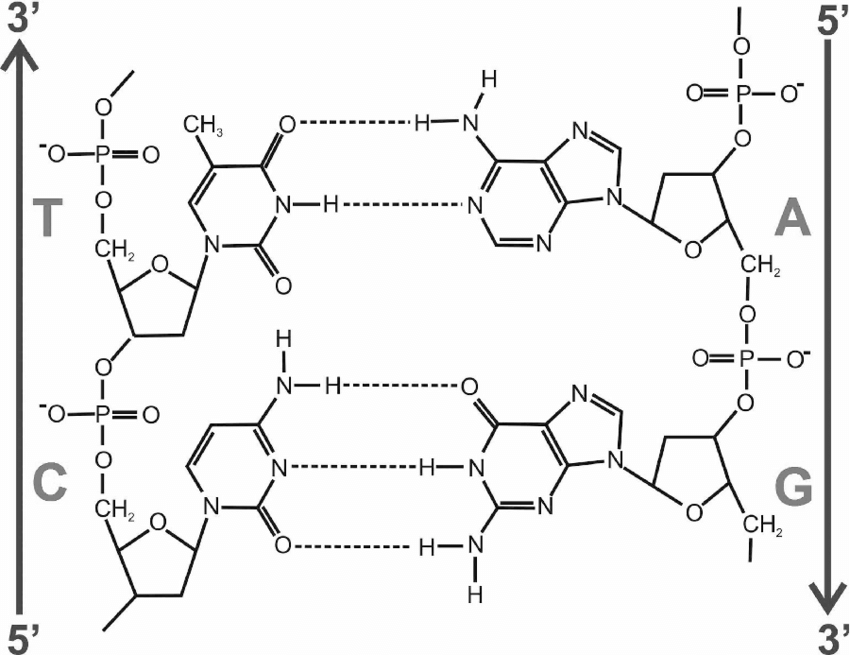 3’ 5’
O
H
O P O⁻
O
CH₃ O H N N
O
⁻O P O
O N H N N
T A
CH₂ N N O
O CH₂
O
O
H
O P O⁻
O
N H O N
O
⁻O P O
O N H N N
C G
CH₂ N N O
O CH₂
O H N
H
5’ 3’